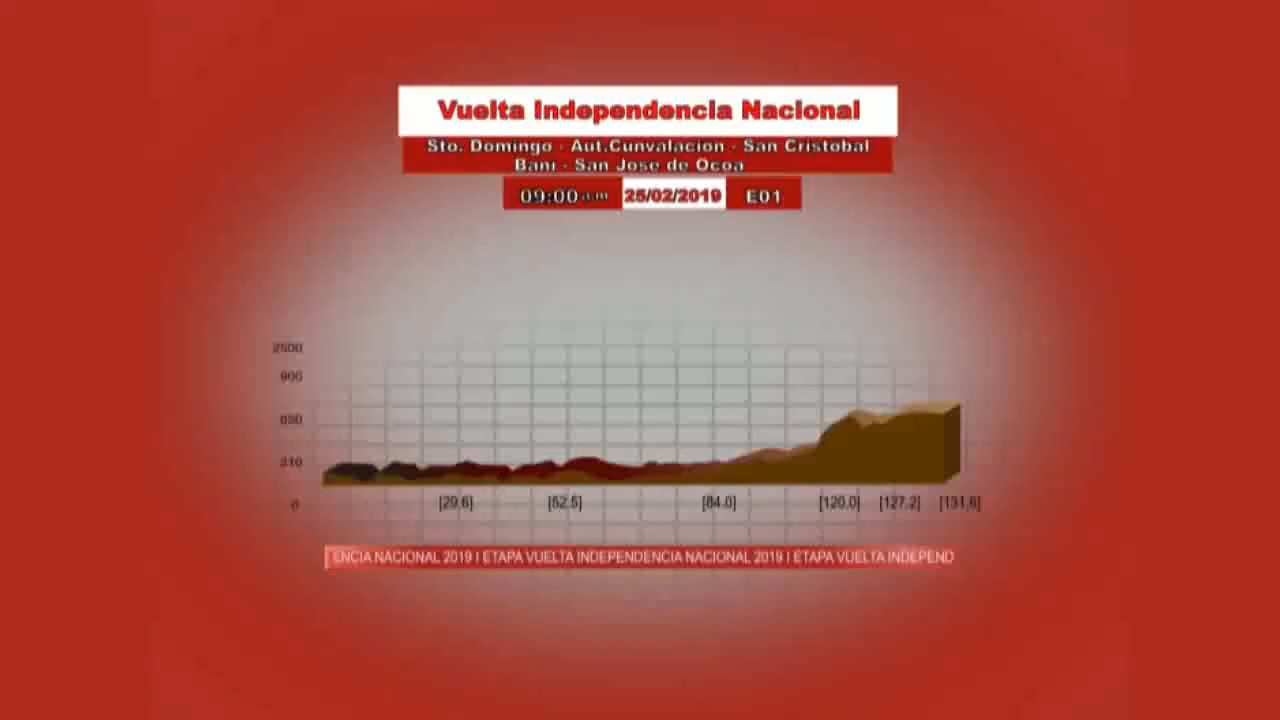 Vuelta Independencia Nacional
Sto. Domingo - Aut.Cunvalacion - San Cristobal
Bani - San Jose de Ocoa
09:00 a.m 25/02/2019 E01
2500
900
650
210
0
[29.6] [52.5] [84.0] [120.0] [127.2] [131.6]
ENCIA NACIONAL 2019 I ETAPA VUELTA INDEPENDENCIA NACIONAL 2019 I ETAPA VUELTA INDEPEND